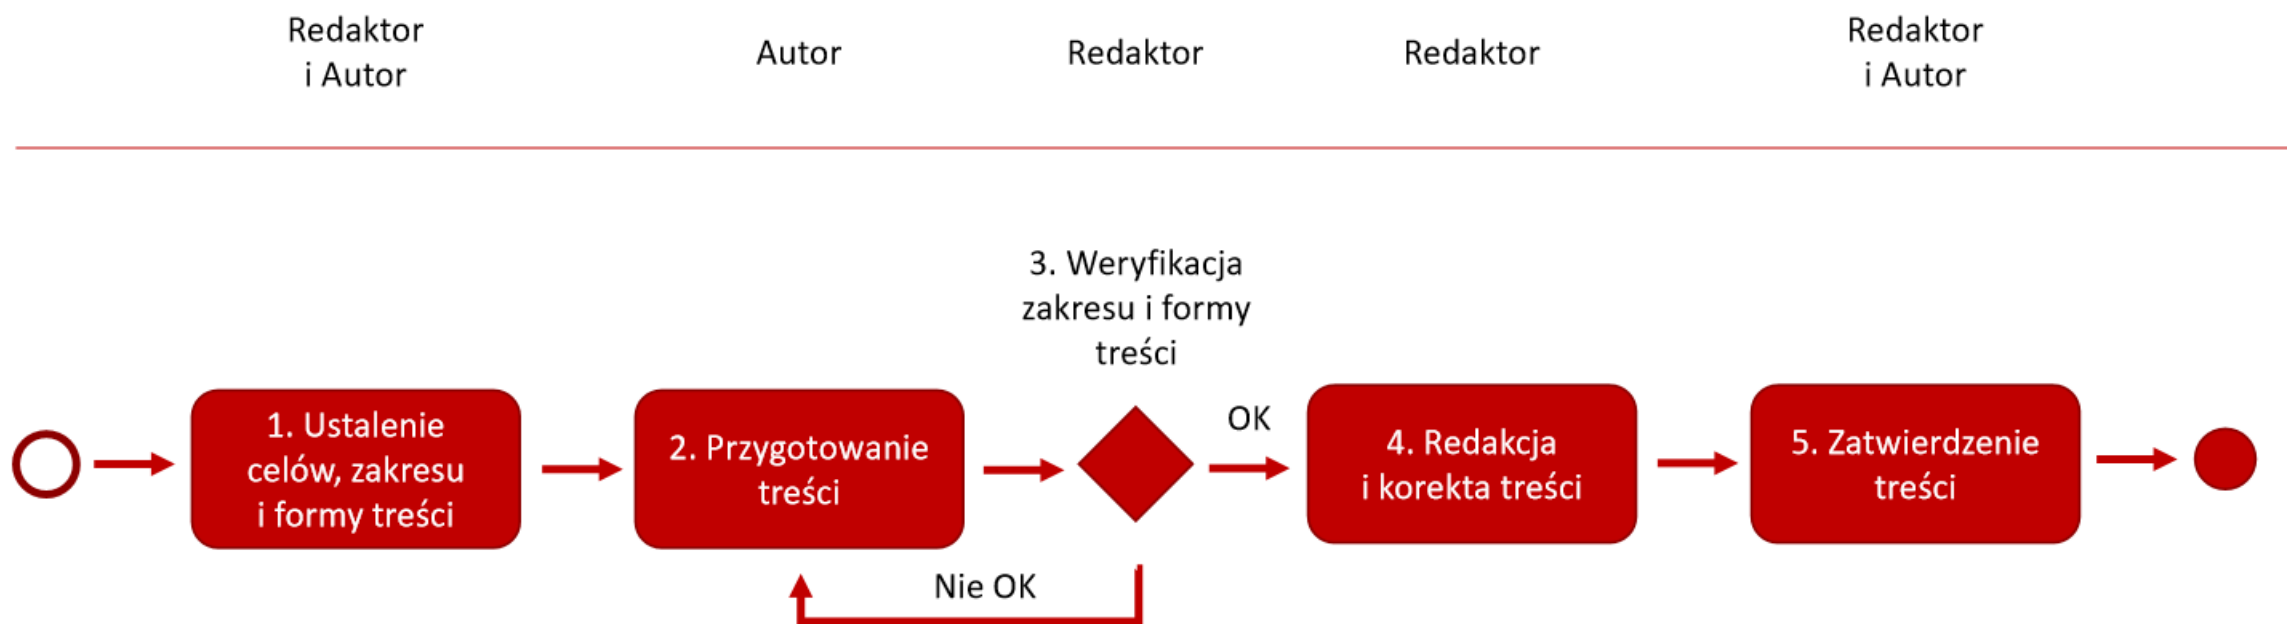 Redaktor
i Autor
Autor
Redaktor
Redaktor
Redaktor
i Autor
3. Weryfikacja
zakresu i formy
treści
1. Ustalenie
celów, zakresu
i formy treści
2. Przygotowanie
treści
OK
4. Redakcja
i korekta treści
5. Zatwierdzenie
treści
Nie OK